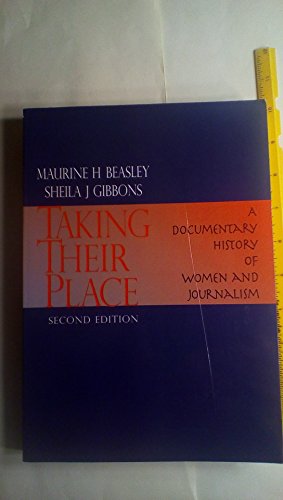 MAURINE H BEASLEY
SHEILA J GIBBONS
TAKING
THEIR
PLACE
SECOND EDITION
A
DOCUMENTARY
HISTORY
OF
WOMEN AND
JOURNALISM